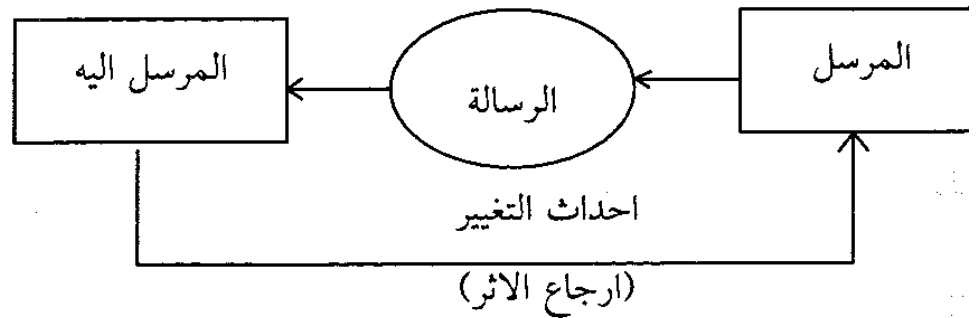 المرسل
الرسالة
المرسل اليه
احداث التغيير
(ارجاع الاثر)